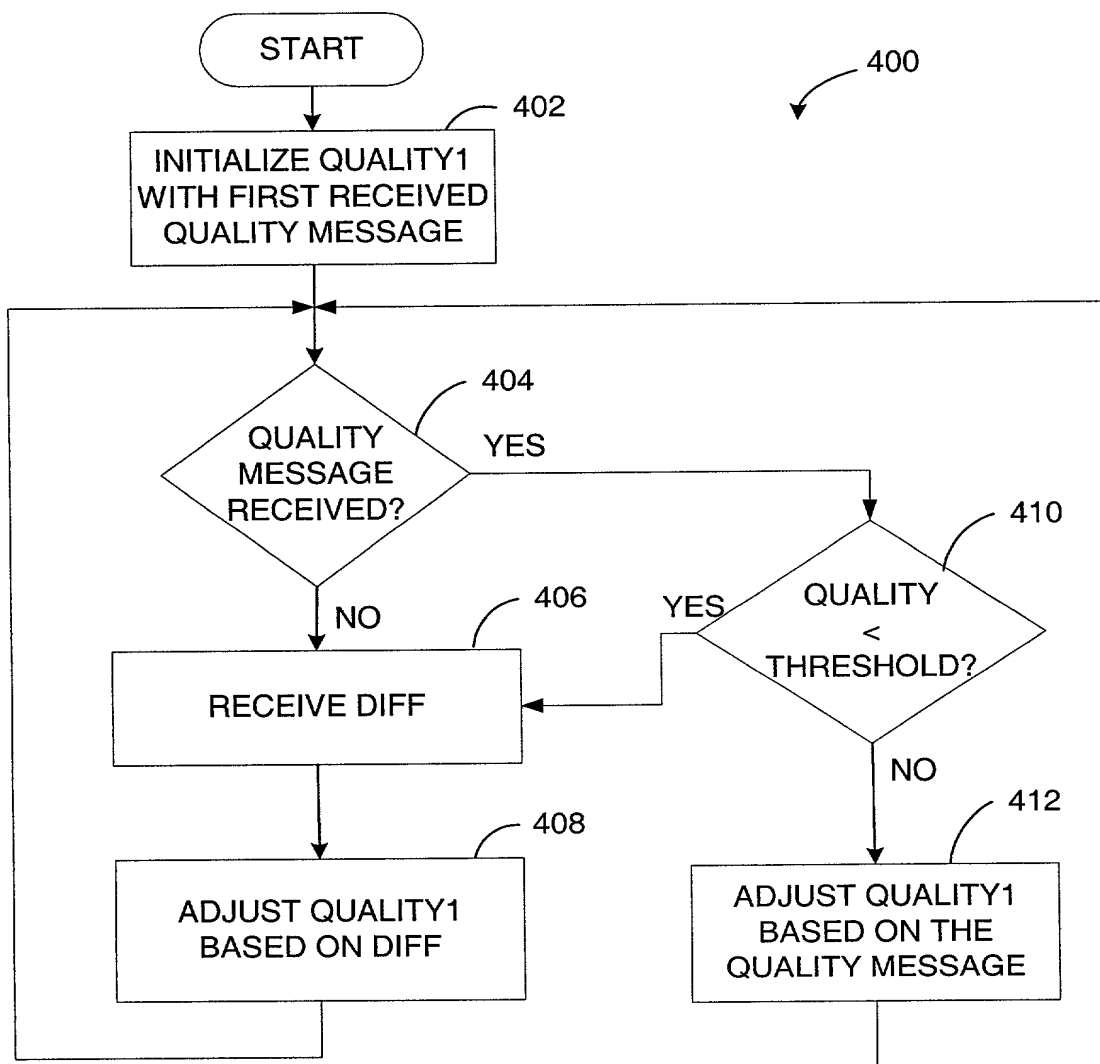 START
400
402
INITIALIZE QUALITY1
WITH FIRST RECEIVED
QUALITY MESSAGE
404
QUALITY
MESSAGE
RECEIVED?
YES
410
QUALITY
<
THRESHOLD?
YES
NO
406
RECEIVE DIFF
NO
412
408
ADJUST QUALITY1
BASED ON DIFF
ADJUST QUALITY1
BASED ON THE
QUALITY MESSAGE